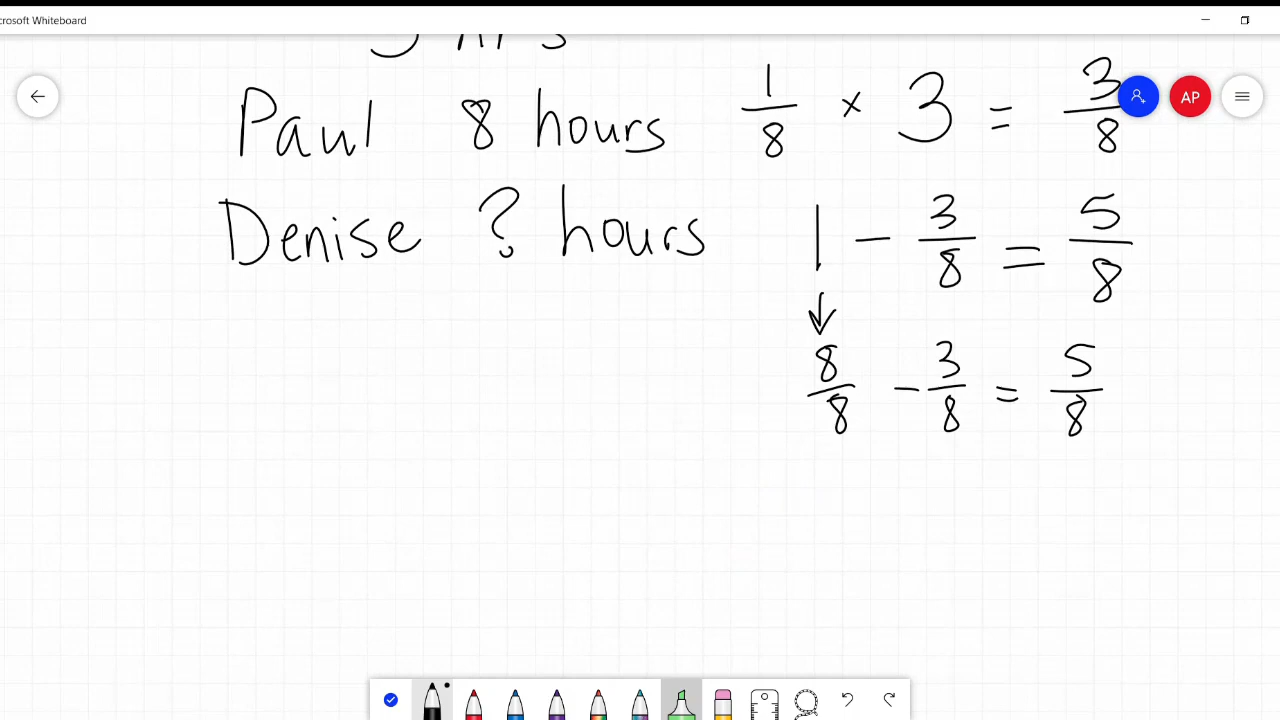 crosoft Whiteboard
Paul 8 hours 1/8 × 3 = 3/8
AP
Denise ? hours 1 - 3/8 = 5/8
8/8 - 3/8 = 5/8